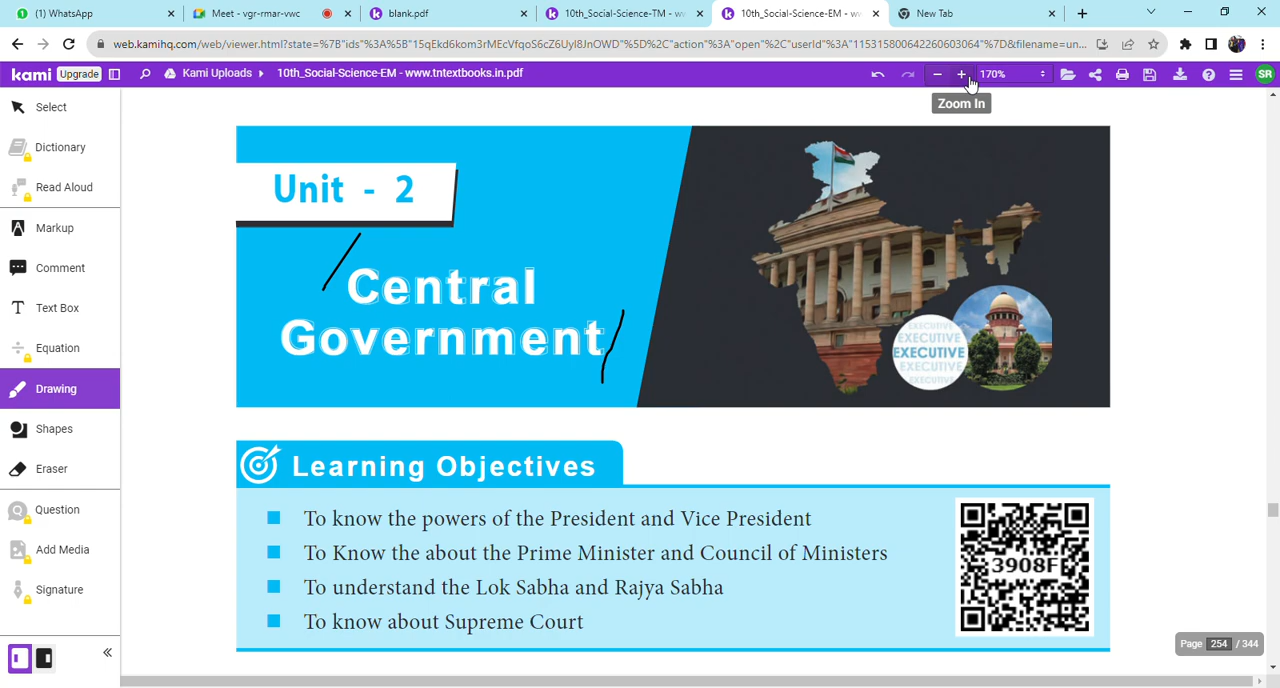 (1) WhatsApp
Meet - vgr-rmar-vwc
blank.pdf
10th_Social-Science-TM - ww
10th_Social-Science-EM - ww
New Tab
web.kamihq.com/web/viewer.html?state=%7B"ids"%3A%5B"15qEkd6kom3rMEcVfqoS6cZ6UyI8JnOWD"%5D%2C"action"%3A"open"%2C"userId"%3A"115315800642260603064"%7D&filename=un...
kami
Upgrade
Kami Uploads
10th_Social-Science-EM - www.tntextbooks.in.pdf
170%
SR
Zoom In
Select
Dictionary
Read Aloud
Markup
Comment
Text Box
Equation
Drawing
Shapes
Eraser
Question
Add Media
Signature
Unit - 2
Central
Government
EXECUTIVE
EXECUTIVE
EXECUTIVE
EXECUTIVE
EXECUTIVE
Learning Objectives
To know the powers of the President and Vice President
To Know the about the Prime Minister and Council of Ministers
To understand the Lok Sabha and Rajya Sabha
To know about Supreme Court
3908FF
Page 254 / 344